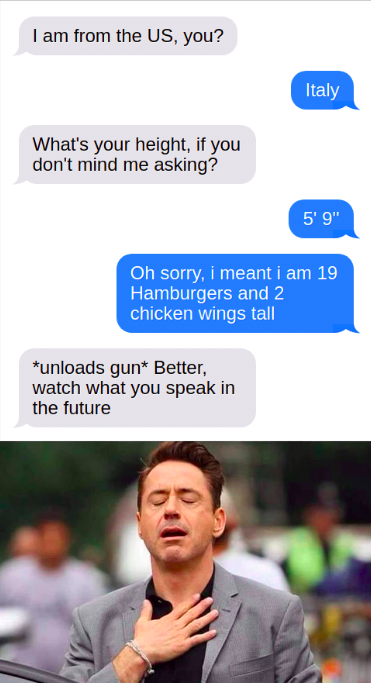 I am from the US, you?
Italy
What's your height, if you
don't mind me asking?
5' 9"
Oh sorry, i meant i am 19
Hamburgers and 2
chicken wings tall
*unloads gun* Better,
watch what you speak in
the future